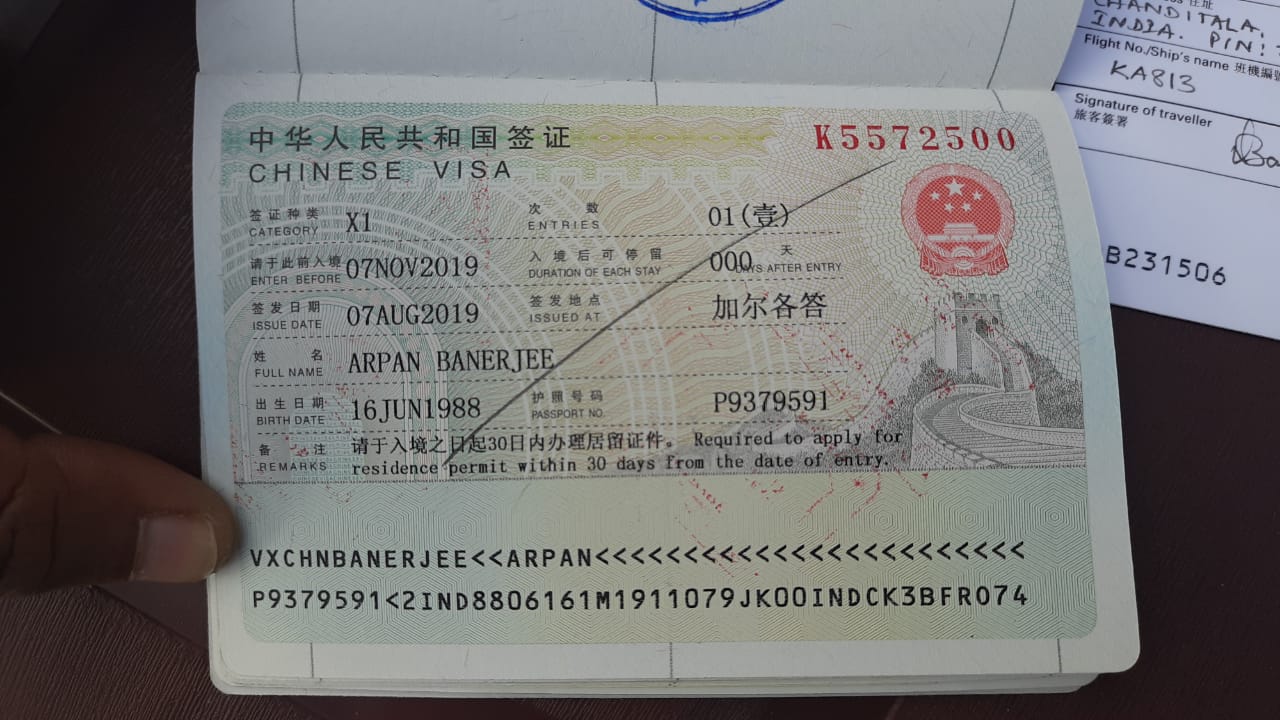 中华人民共和国签证
CHINESE VISA
K5572500
签证种类 X1 次 数 01(壹)
CATEGORY ENTRIES
请于此前入境 07NOV2019 入境后可停留 000 天
ENTER BEFORE DURATION OF EACH STAY DAYS AFTER ENTRY
签发日期 07AUG2019 签发地点 加尔各答
ISSUE DATE ISSUED AT
姓 名 ARPAN BANERJEE
FULL NAME
出生日期 16JUN1988 护照号码 P9379591
BIRTH DATE PASSPORT NO.
备 注 请于入境之日起30日内办理居留证件。 Required to apply for
REMARKS residence permit within 30 days from the date of entry.
VXCHNBANERJEE<<ARPAN<<<<<<<<<<<<<<<<<<<<<<<<
P9379591<2IND8806161M1911079JK00INDCK3BFR074
住址
CHANDITALA,
INDIA. PIN:
Flight No./Ship's name 班機編號
KA813
Signature of traveller
旅客簽署
B231506